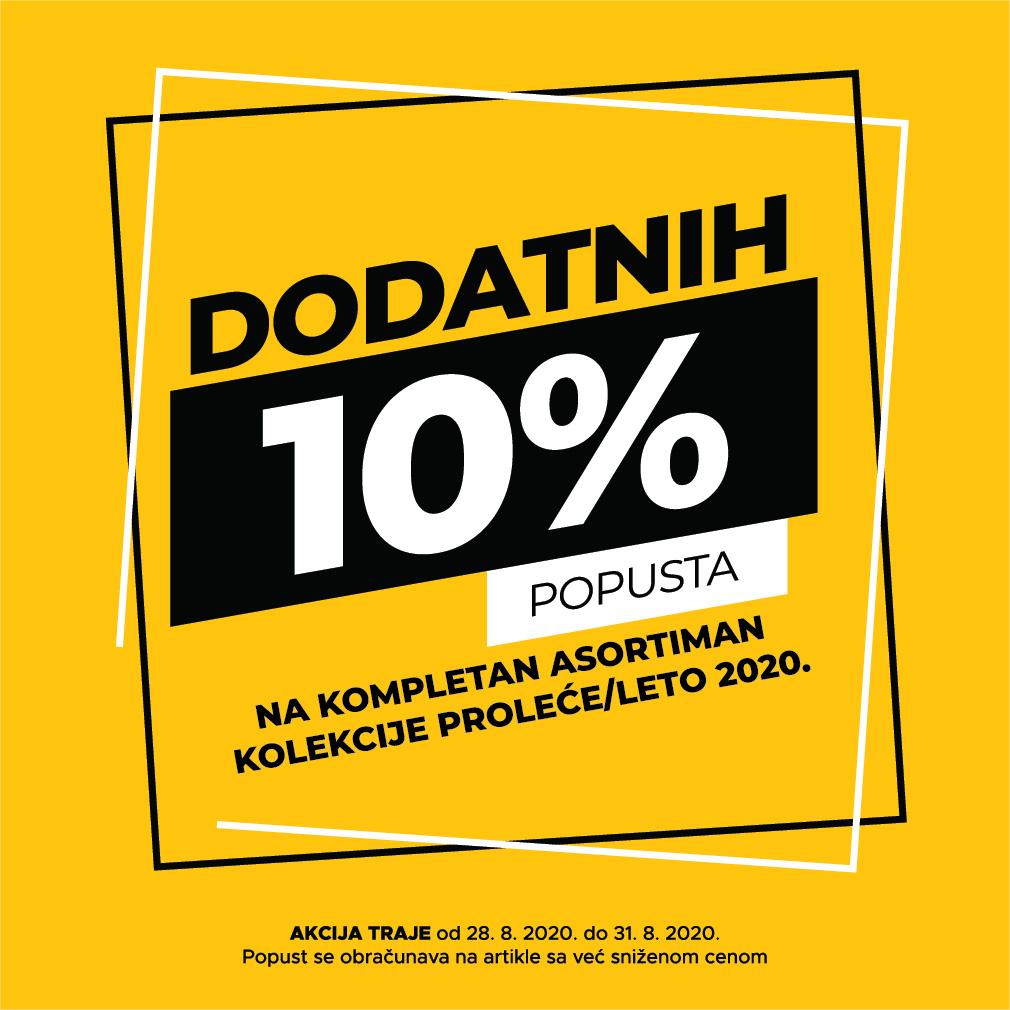 DODATNIH
10%
POPUSTA
NA KOMPLETAN ASORTIMAN
KOLEKCIJE PROLEĆE/LETO 2020.
AKCIJA TRAJE od 28. 8. 2020. do 31. 8. 2020.
Popust se obračunava na artikle sa već sniženom cenom